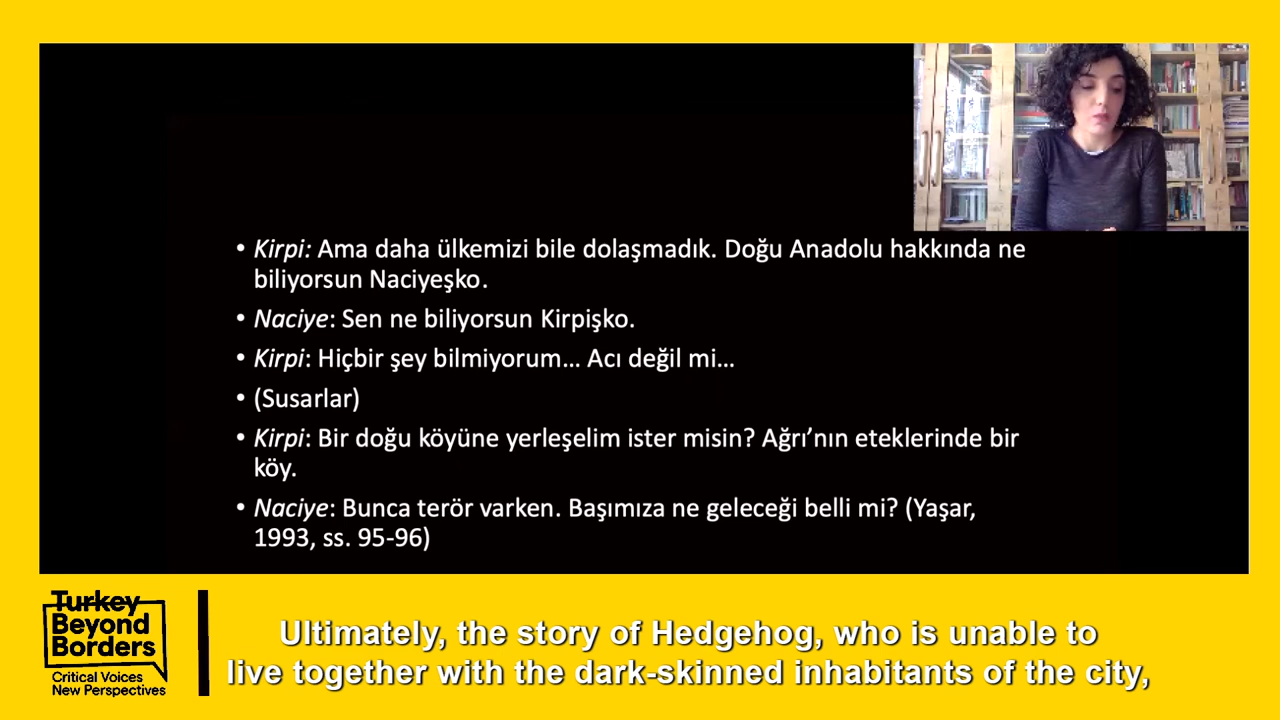 • Kirpi: Ama daha ülkemizi bile dolaşmadık. Doğu Anadolu hakkında ne
biliyorsun Naciyeşko.
• Naciye: Sen ne biliyorsun Kirpişko.
• Kirpi: Hiçbir şey bilmiyorum... Acı değil mi...
• (Susarlar)
• Kirpi: Bir doğu köyüne yerleşelim ister misin? Ağrı’nın eteklerinde bir
köy.
• Naciye: Bunca terör varken. Başımıza ne geleceği belli mi? (Yaşar,
1993, ss. 95-96)
Turkey
Beyond
Borders
Critical Voices
New Perspectives
Ultimately, the story of Hedgehog, who is unable to
live together with the dark-skinned inhabitants of the city,